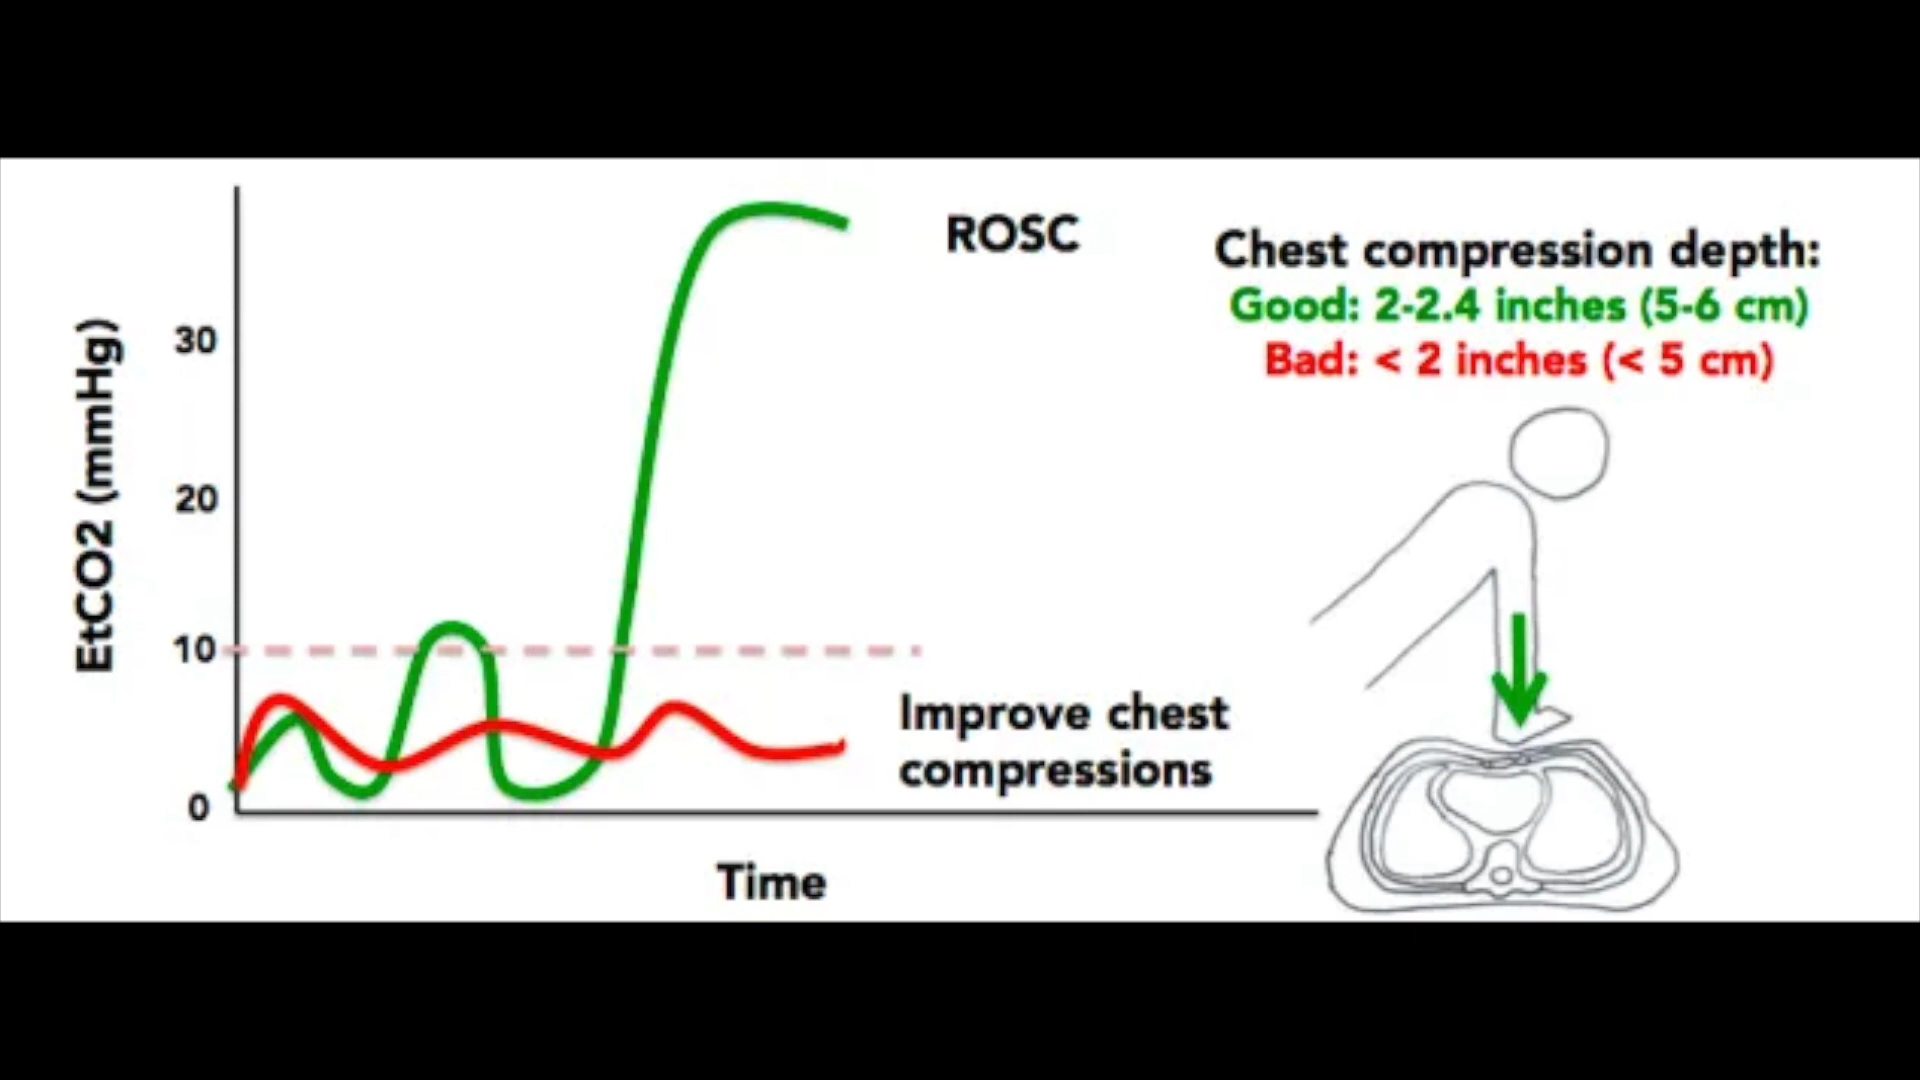 EtCO2 (mmHg)
30
20
10
0
Time
ROSC
Improve chest
compressions
Chest compression depth:
Good: 2-2.4 inches (5-6 cm)
Bad: < 2 inches (< 5 cm)